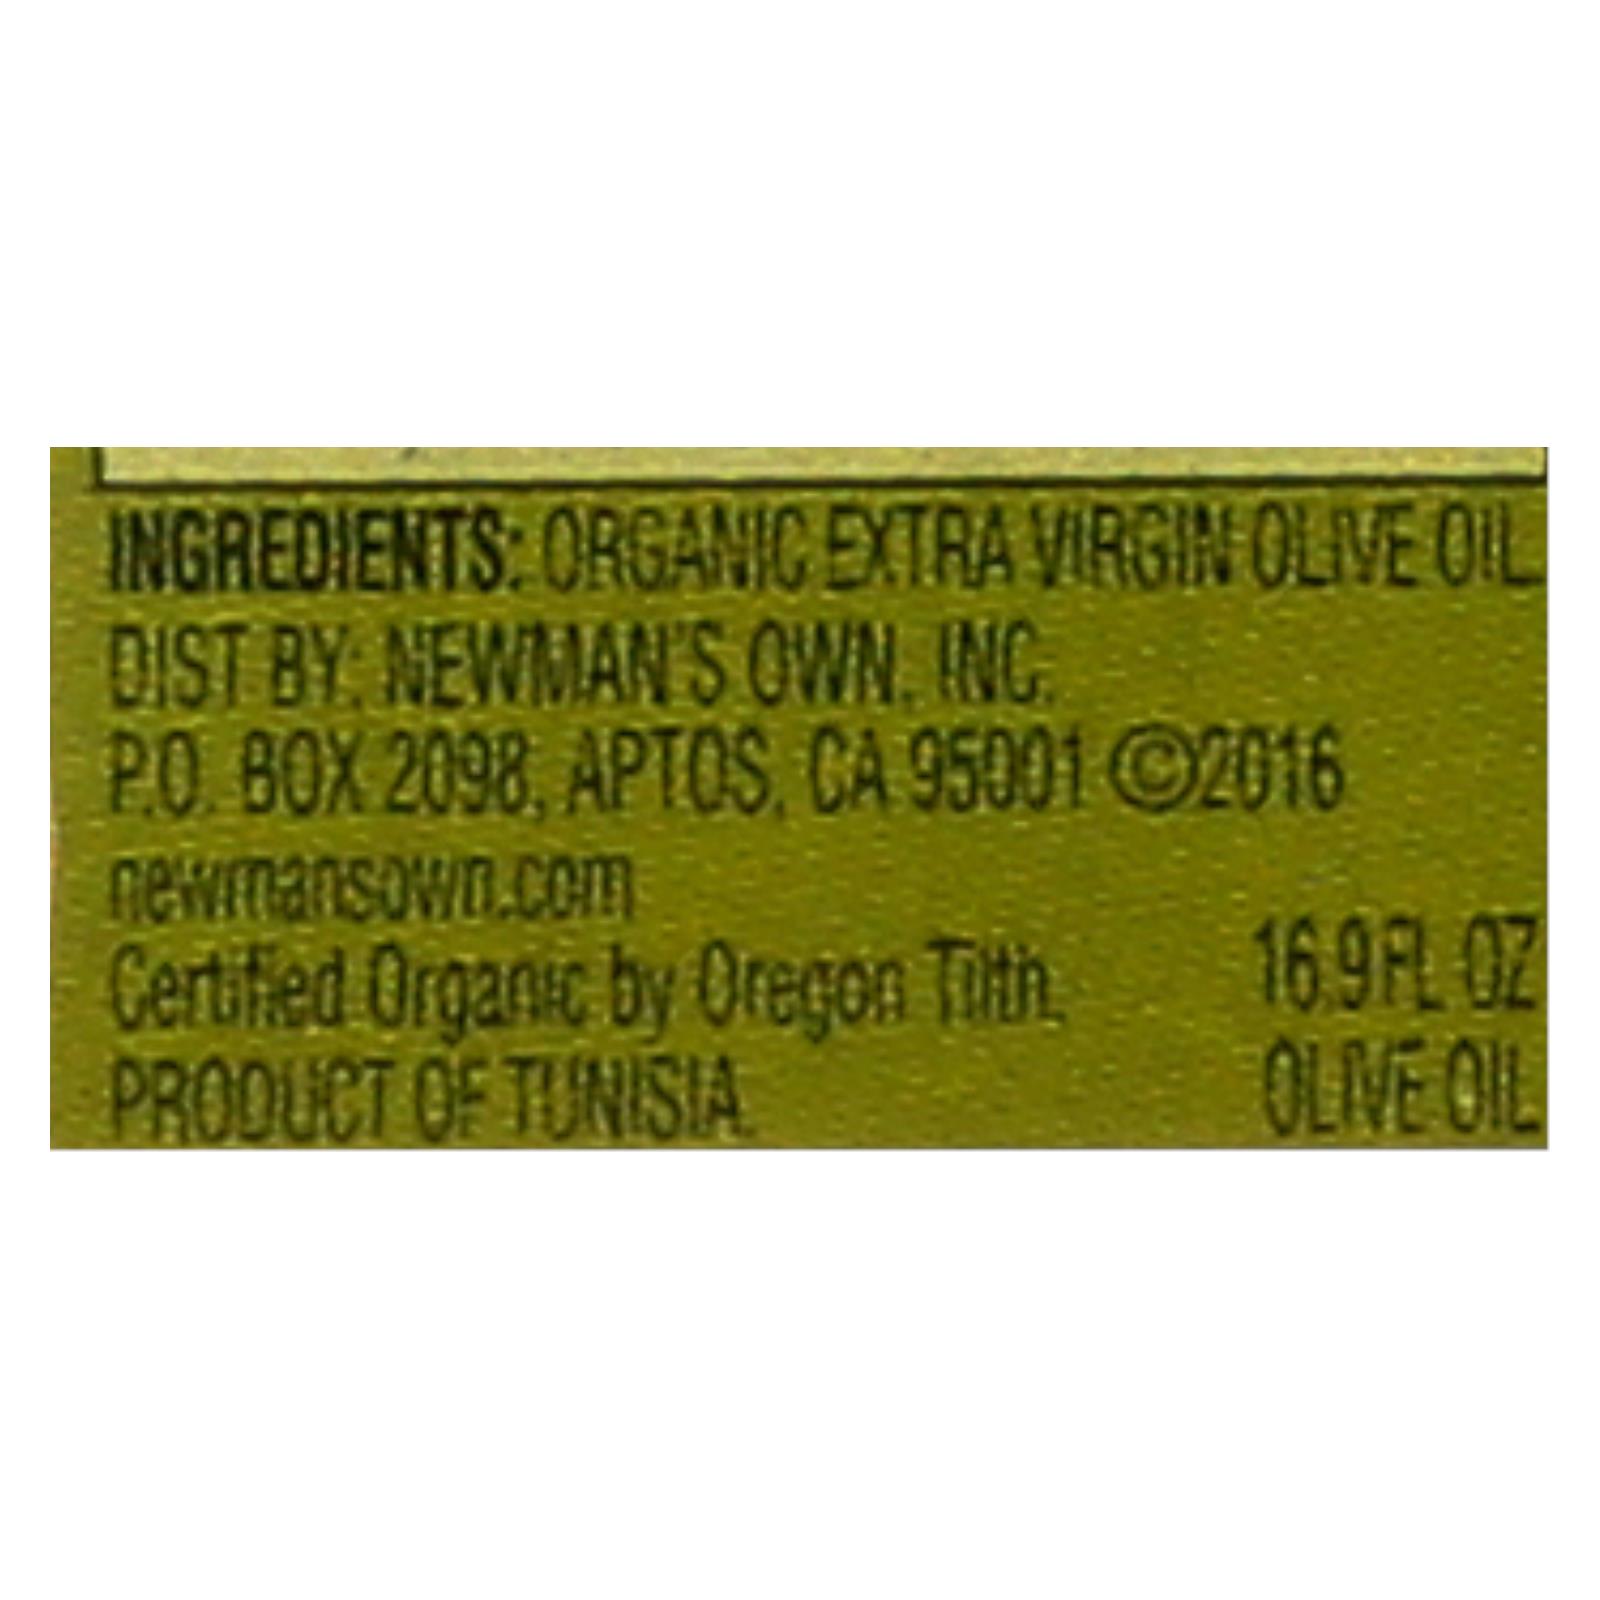 INGREDIENTS: ORGANIC EXTRA VIRGIN OLIVE OIL.
DIST BY: NEWMAN'S OWN, INC.
P.O. BOX 2098, APTOS, CA 95001 ©2016
newmansown.com
Certified Organic by Oregon Tilth.
PRODUCT OF TUNISIA.
16.9 FL OZ
OLIVE OIL